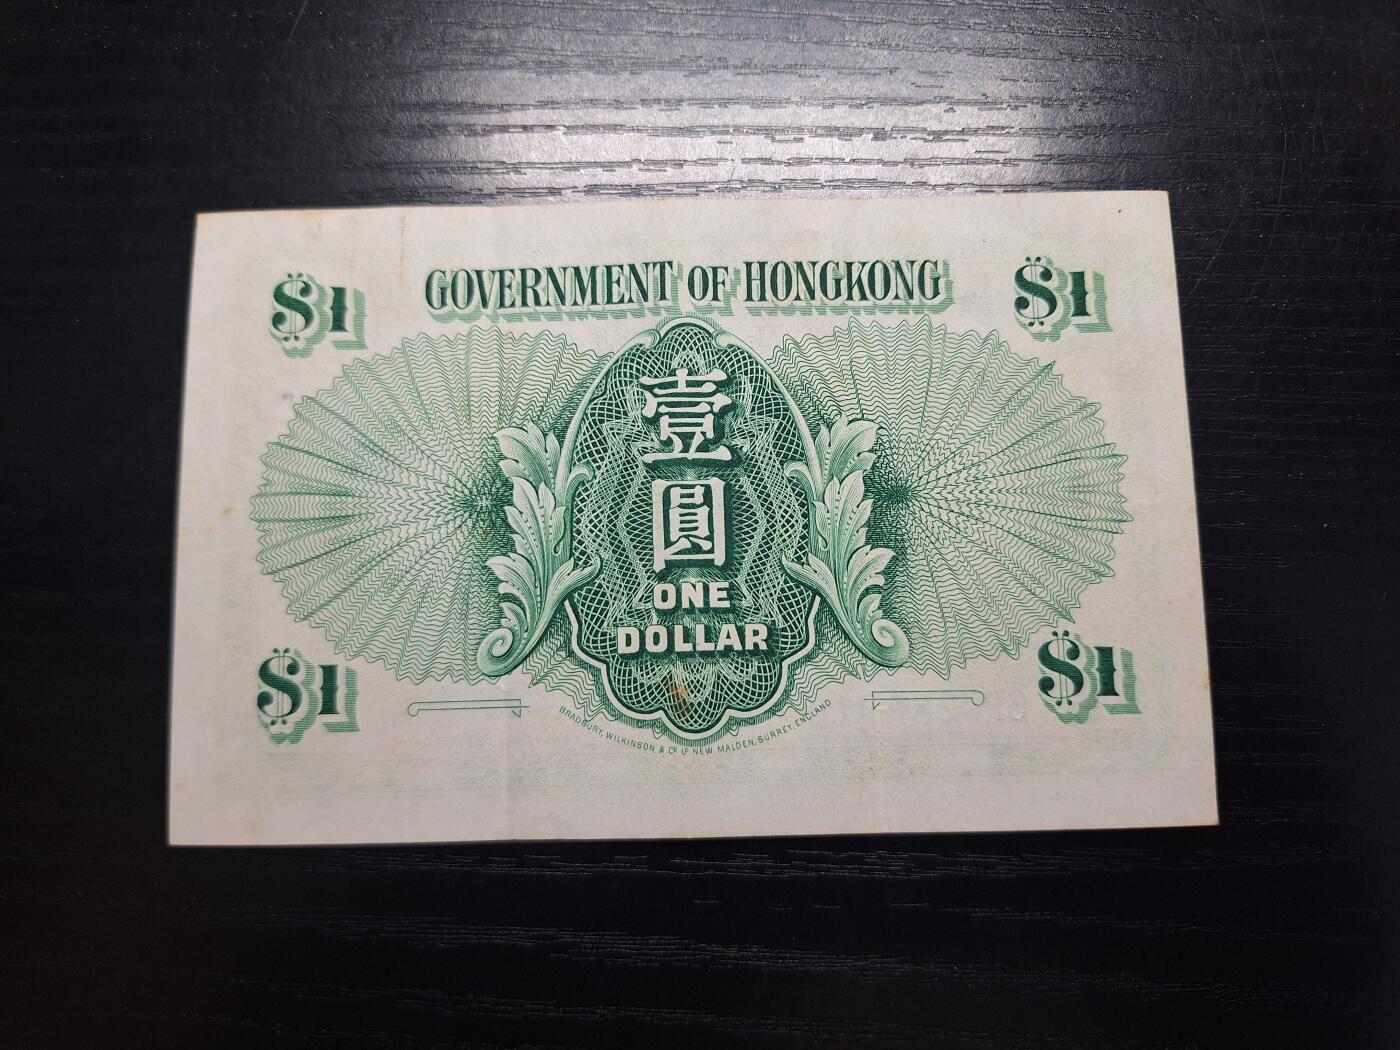 GOVERNMENT OF HONGKONG
$1
$1
壹
圓
ONE
DOLLAR
$1
$1
BRADBURY, WILKINSON & Cº Lᴰ NEW MALDEN, SURREY, ENGLAND